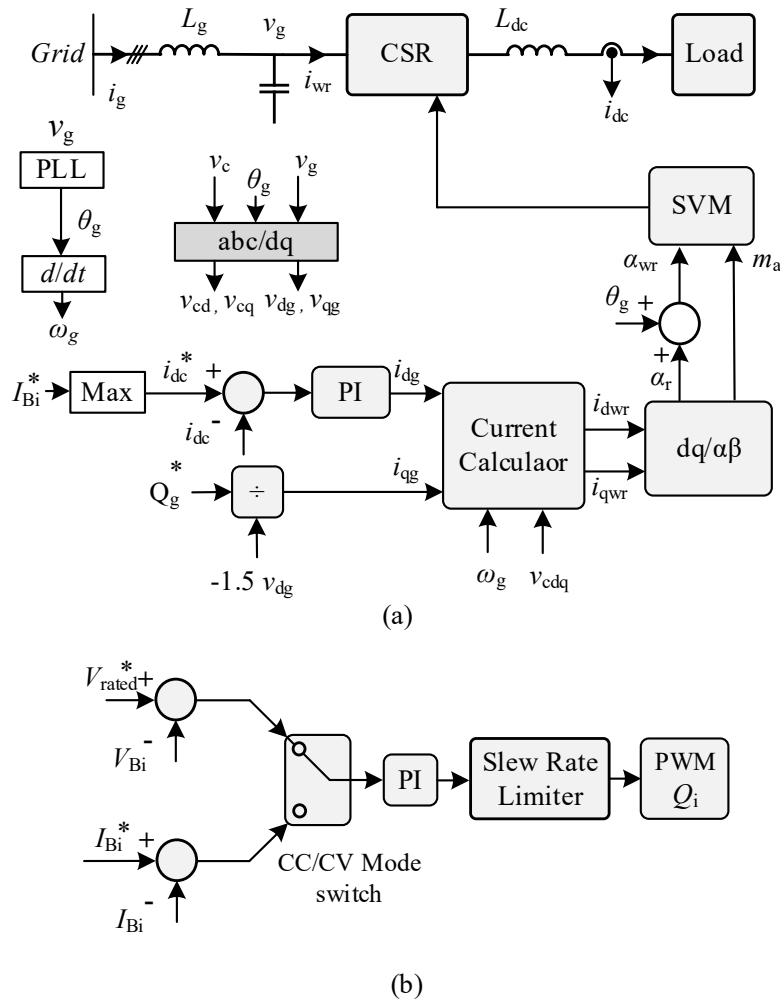 L_g v_g L_dc
Grid CSR Load
i_g i_wr i_dc
v_g
PLL
θ_g
d/dt
ω_g
v_c θ_g v_g
abc/dq
v_cd, v_cq v_dg, v_qg
SVM
α_wr m_a
θ_g +
+
α_r
I_Bi* Max i_dc* + PI i_dg
i_dc -
Current
Calculaor
i_dwr
i_qwr
dq/αβ
Q_g* ÷ i_qg
-1.5 v_dg
ω_g v_cdq
(a)
V_rated* +
V_Bi -
I_Bi* +
I_Bi -
CC/CV Mode
switch
PI
Slew Rate
Limiter
PWM
Q_i
(b)